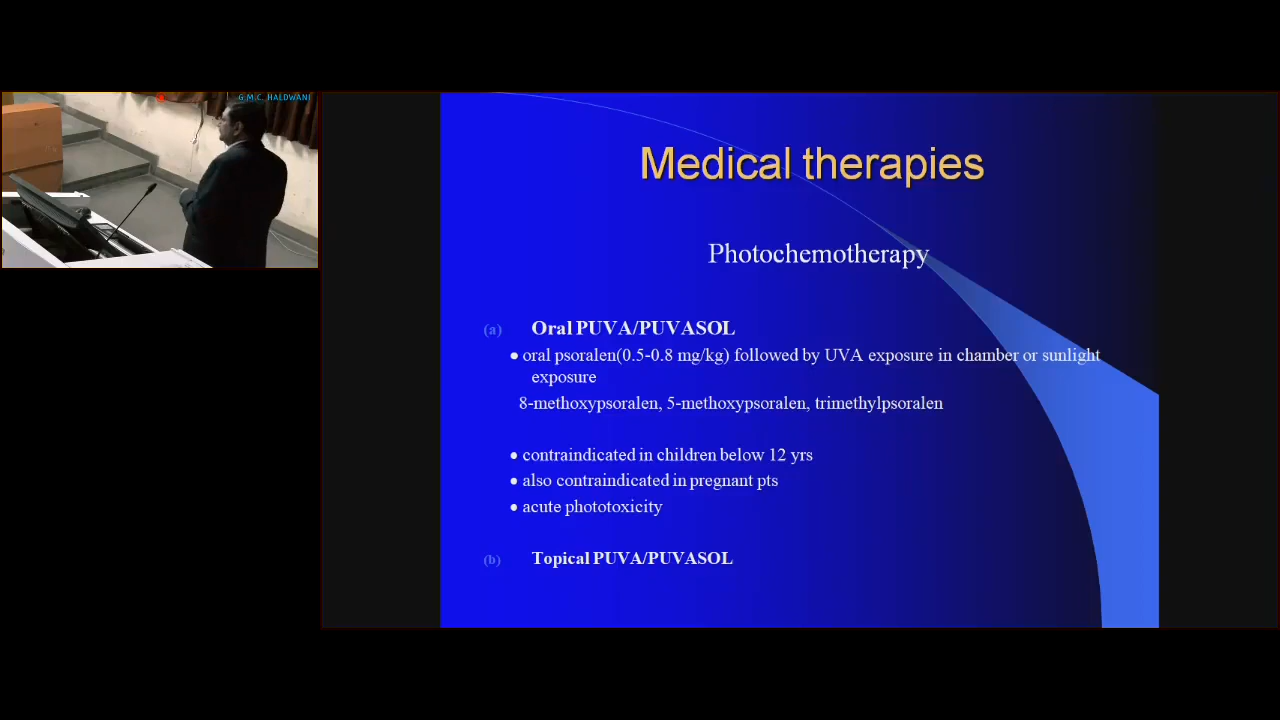 G.M.C. HALDWANI
Medical therapies
Photochemotherapy
(a) Oral PUVA/PUVASOL
• oral psoralen(0.5-0.8 mg/kg) followed by UVA exposure in chamber or sunlight
exposure
8-methoxypsoralen, 5-methoxypsoralen, trimethylpsoralen
• contraindicated in children below 12 yrs
• also contraindicated in pregnant pts
• acute phototoxicity
(b) Topical PUVA/PUVASOL